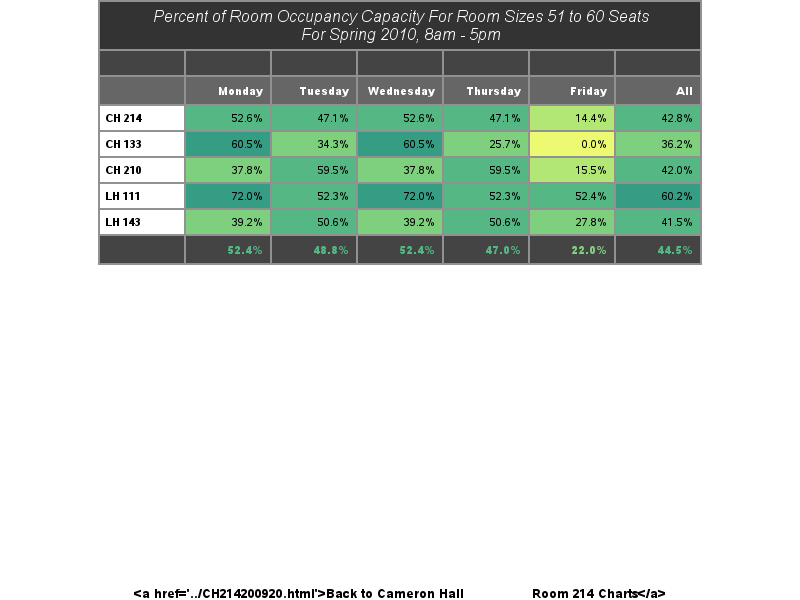 Percent of Room Occupancy Capacity For Room Sizes 51 to 60 Seats
For Spring 2010, 8am - 5pm
Monday Tuesday Wednesday Thursday Friday All
CH 214 52.6% 47.1% 52.6% 47.1% 14.4% 42.8%
CH 133 60.5% 34.3% 60.5% 25.7% 0.0% 36.2%
CH 210 37.8% 59.5% 37.8% 59.5% 15.5% 42.0%
LH 111 72.0% 52.3% 72.0% 52.3% 52.4% 60.2%
LH 143 39.2% 50.6% 39.2% 50.6% 27.8% 41.5%
52.4% 48.8% 52.4% 47.0% 22.0% 44.5%
<a href='../CH214200920.html'>Back to Cameron Hall Room 214 Charts</a>